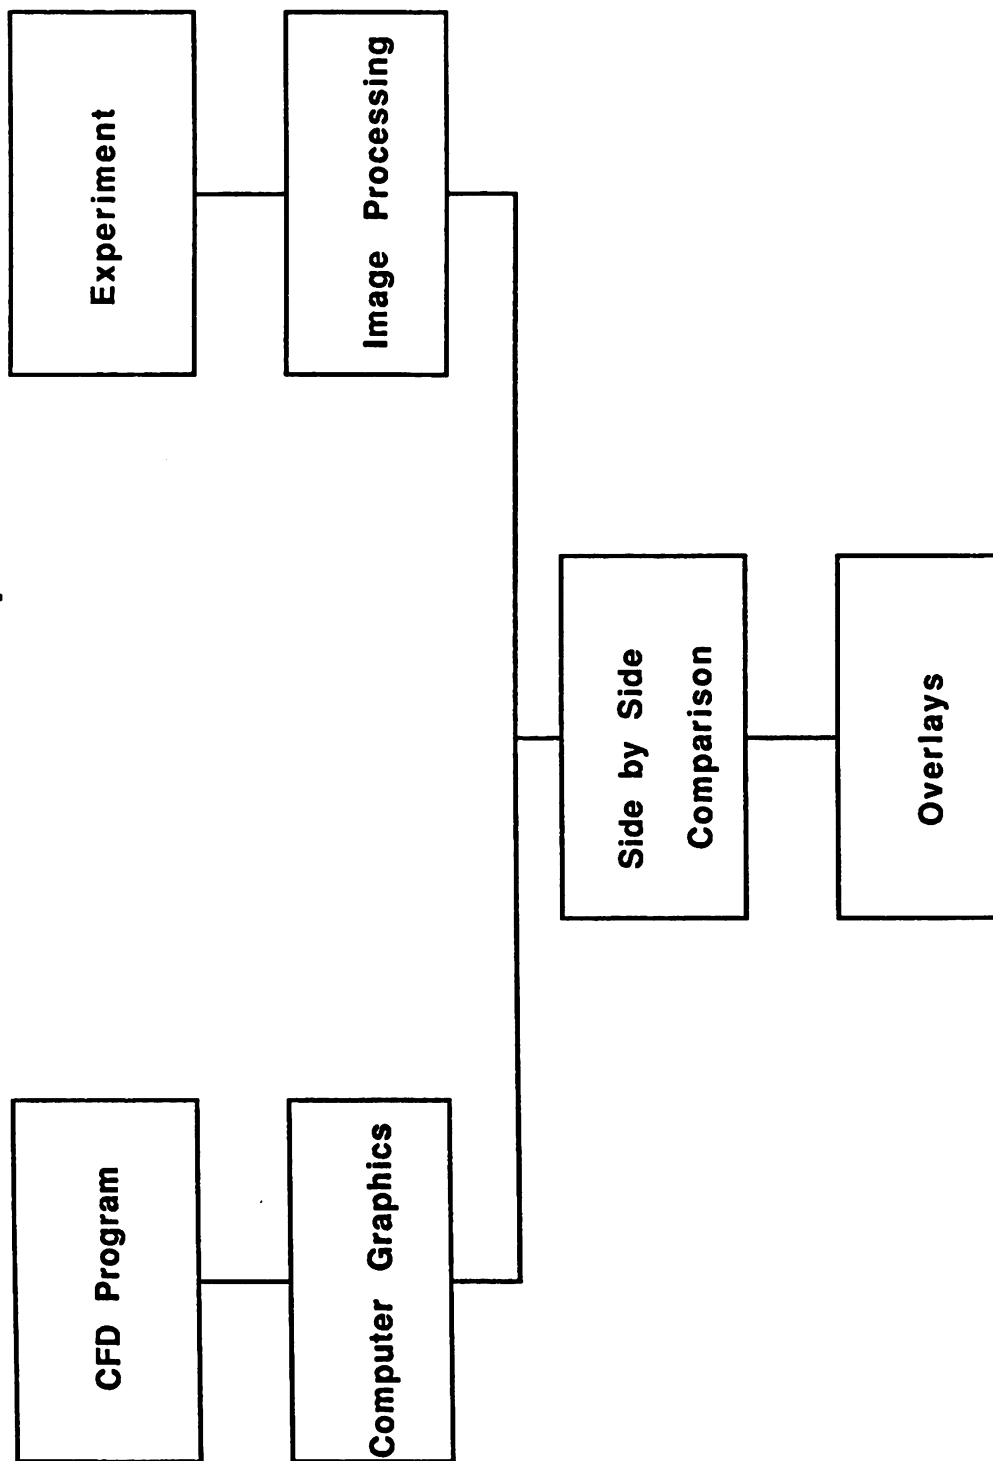 CFD Program
Experiment
Computer Graphics
Image Processing
Side by Side
Comparison
Overlays